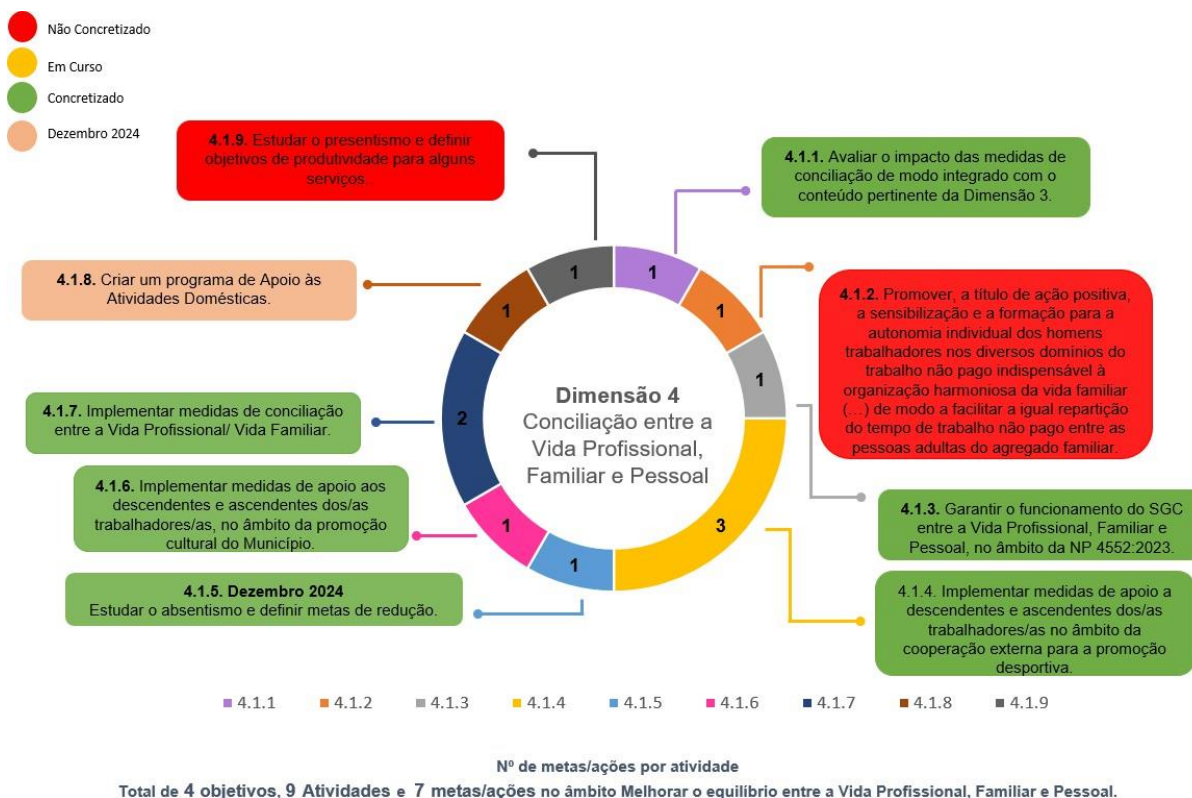 Não Concretizado
Em Curso
Concretizado
Dezembro 2024
4.1.9. Estudar o presentismo e definir
objetivos de produtividade para alguns
serviços..
4.1.1. Avaliar o impacto das medidas de
conciliação de modo integrado com o
conteúdo pertinente da Dimensão 3.
4.1.8. Criar um programa de Apoio às
Atividades Domésticas.
4.1.2. Promover, a título de ação positiva,
a sensibilização e a formação para a
autonomia individual dos homens
trabalhadores nos diversos domínios do
trabalho não pago indispensável à
organização harmoniosa da vida familiar
(...) de modo a facilitar a igual repartição
do tempo de trabalho não pago entre as
pessoas adultas do agregado familiar.
1
1
1
1
1
2
3
1
1
Dimensão 4
Conciliação entre a
Vida Profissional,
Familiar e Pessoal
4.1.7. Implementar medidas de conciliação
entre a Vida Profissional/ Vida Familiar.
4.1.6. Implementar medidas de apoio aos
descendentes e ascendentes dos/as
trabalhadores/as, no âmbito da promoção
cultural do Município.
4.1.3. Garantir o funcionamento do SGC
entre a Vida Profissional, Familiar e
Pessoal, no âmbito da NP 4552:2023.
4.1.5. Dezembro 2024
Estudar o absentismo e definir metas de redução.
4.1.4. Implementar medidas de apoio a
descendentes e ascendentes dos/as
trabalhadores/as no âmbito da
cooperação externa para a promoção
desportiva.
4.1.1 4.1.2 4.1.3 4.1.4 4.1.5 4.1.6 4.1.7 4.1.8 4.1.9
Nº de metas/ações por atividade
Total de 4 objetivos, 9 Atividades e 7 metas/ações no âmbito Melhorar o equilíbrio entre a Vida Profissional, Familiar e Pessoal.